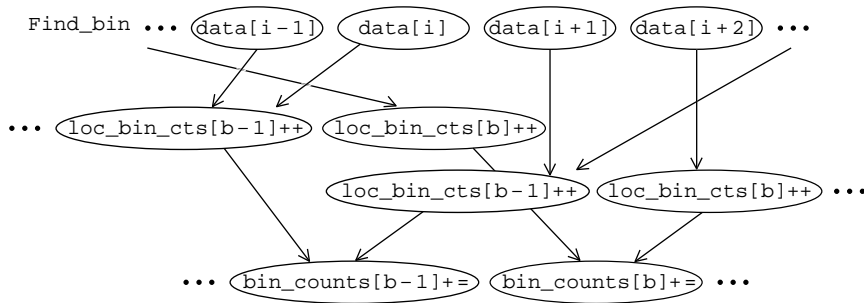 Find_bin ••• data[i-1] data[i] data[i+1] data[i+2] •••
••• loc_bin_cts[b-1]++ loc_bin_cts[b]++
loc_bin_cts[b-1]++ loc_bin_cts[b]++ •••
••• bin_counts[b-1]+= bin_counts[b]+= •••